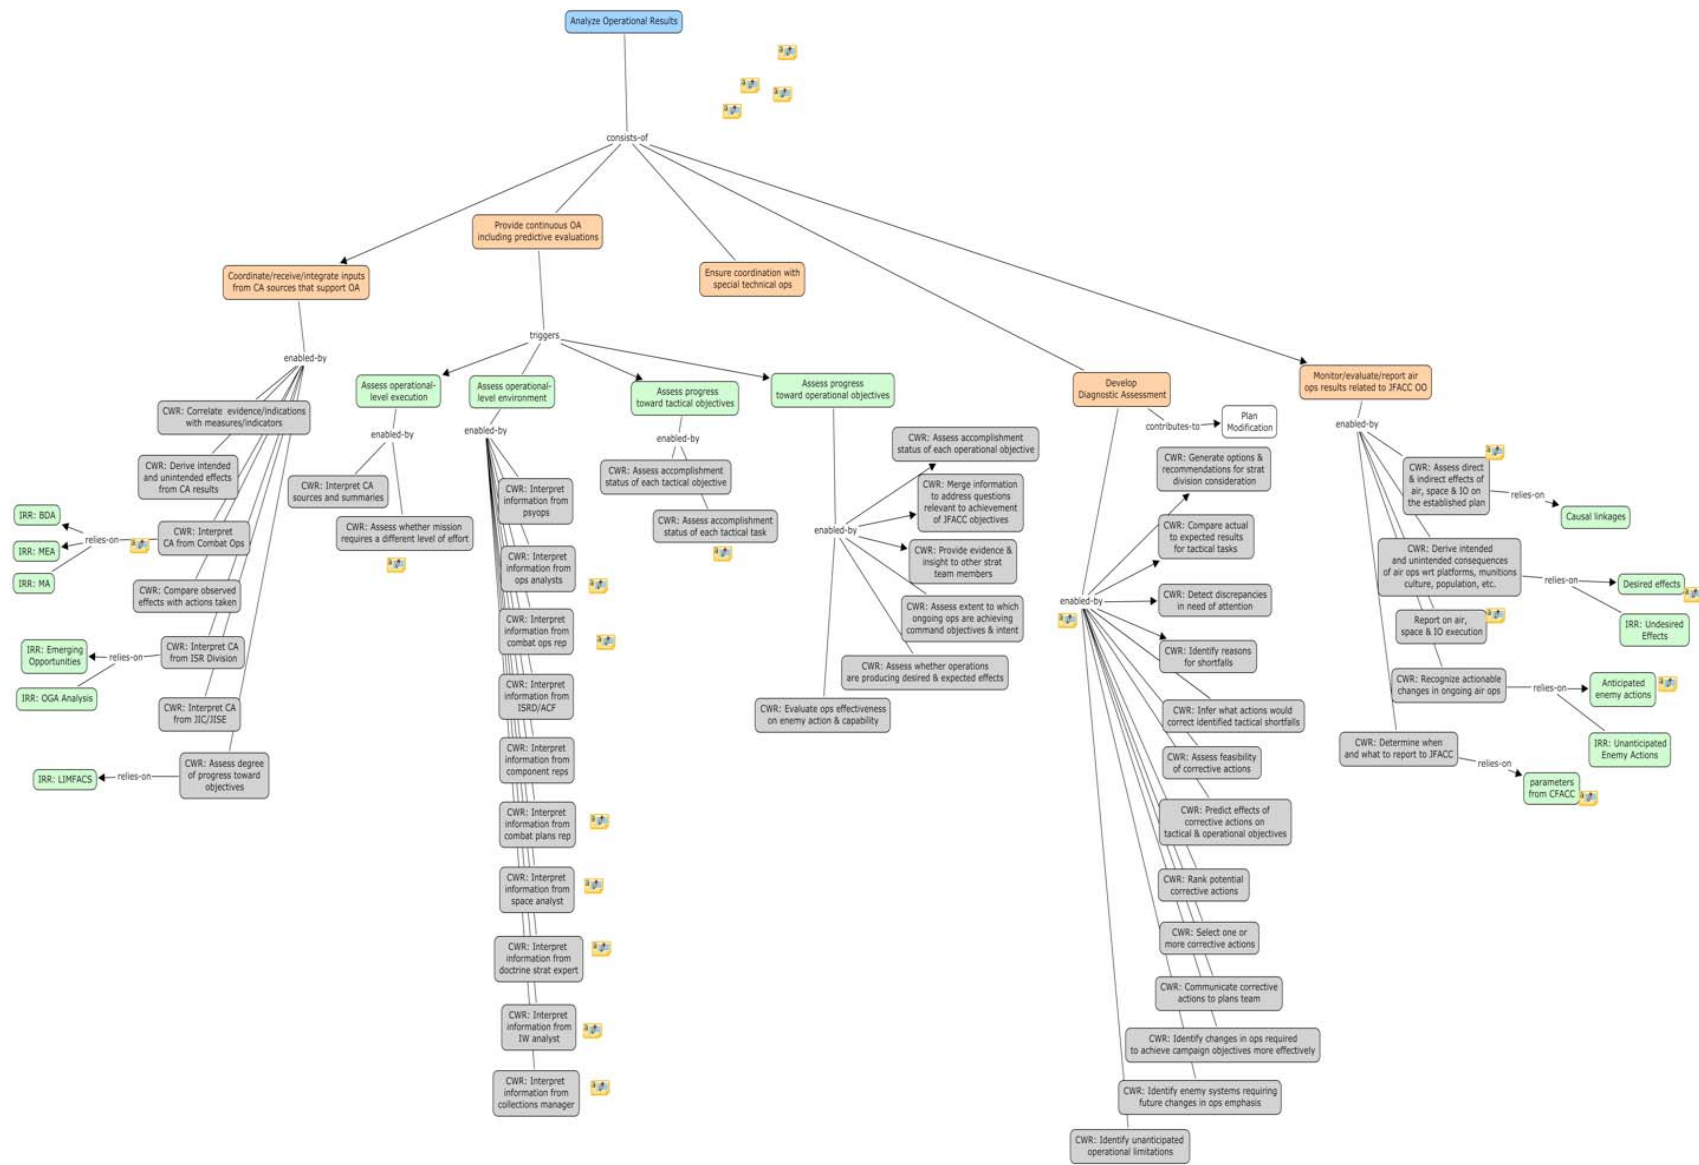 Analyze Operational Results
consists-of
Provide continuous OA
including predictive evaluations
Coordinate/receive/integrate inputs
from CA sources that support OA
Ensure coordination with
special technical ops
Develop
Diagnostic Assessment
Monitor/evaluate/report air
ops results related to JFACC OO
enabled-by
CWR: Correlate evidence/indications
with measures/indicators
CWR: Derive intended
and unintended effects
from CA results
CWR: Interpret
CA from Combat Ops
relies-on
IRR: BDA
IRR: MEA
IRR: MA
CWR: Compare observed
effects with actions taken
CWR: Interpret CA
from ISR Division
relies-on
IRR: Emerging
Opportunities
IRR: OGA Analysis
CWR: Interpret CA
from JIC/JISE
CWR: Assess degree
of progress toward
objectives
relies-on
IRR: LIMFACS
triggers
Assess operational-
level execution
enabled-by
CWR: Interpret CA
sources and summaries
CWR: Assess whether mission
requires a different level of effort
Assess operational-
level environment
enabled-by
CWR: Interpret
information from
psyops
CWR: Interpret
information from
ops analysts
CWR: Interpret
information from
combat ops rep
CWR: Interpret
information from
ISRD/ACF
CWR: Interpret
information from
component reps
CWR: Interpret
information from
combat plans rep
CWR: Interpret
information from
space analyst
CWR: Interpret
information from
doctrine strat expert
CWR: Interpret
information from
IW analyst
CWR: Interpret
information from
collections manager
Assess progress
toward tactical objectives
enabled-by
CWR: Assess accomplishment
status of each tactical objective
CWR: Assess accomplishment
status of each tactical task
Assess progress
toward operational objectives
enabled-by
CWR: Assess accomplishment
status of each operational objective
CWR: Merge information
to address questions
relevant to achievement
of JFACC objectives
CWR: Provide evidence &
insight to other strat
team members
CWR: Assess extent to which
ongoing ops are achieving
command objectives & intent
CWR: Assess whether operations
are producing desired & expected effects
CWR: Evaluate ops effectiveness
on enemy action & capability
contributes-to
Plan
Modification
enabled-by
CWR: Generate options &
recommendations for strat
division consideration
CWR: Compare actual
to expected results
for tactical tasks
CWR: Detect discrepancies
in need of attention
CWR: Identify reasons
for shortfalls
CWR: Infer what actions would
correct identified tactical shortfalls
CWR: Assess feasibility
of corrective actions
CWR: Predict effects of
corrective actions on
tactical & operational objectives
CWR: Rank potential
corrective actions
CWR: Select one or
more corrective actions
CWR: Communicate corrective
actions to plans team
CWR: Identify changes in ops required
to achieve campaign objectives more effectively
CWR: Identify enemy systems requiring
future changes in ops emphasis
CWR: Identify unanticipated
operational limitations
enabled-by
CWR: Assess direct
& indirect effects of
air, space & IO on
the established plan
relies-on
Causal linkages
CWR: Derive intended
and unintended consequences
of air ops wrt platforms, munitions
culture, population, etc.
relies-on
Desired effects
IRR: Undesired
Effects
Report on air,
space & IO execution
CWR: Recognize actionable
changes in ongoing air ops
relies-on
Anticipated
enemy actions
IRR: Unanticipated
Enemy Actions
CWR: Determine when
and what to report to JFACC
relies-on
parameters
from CFACC